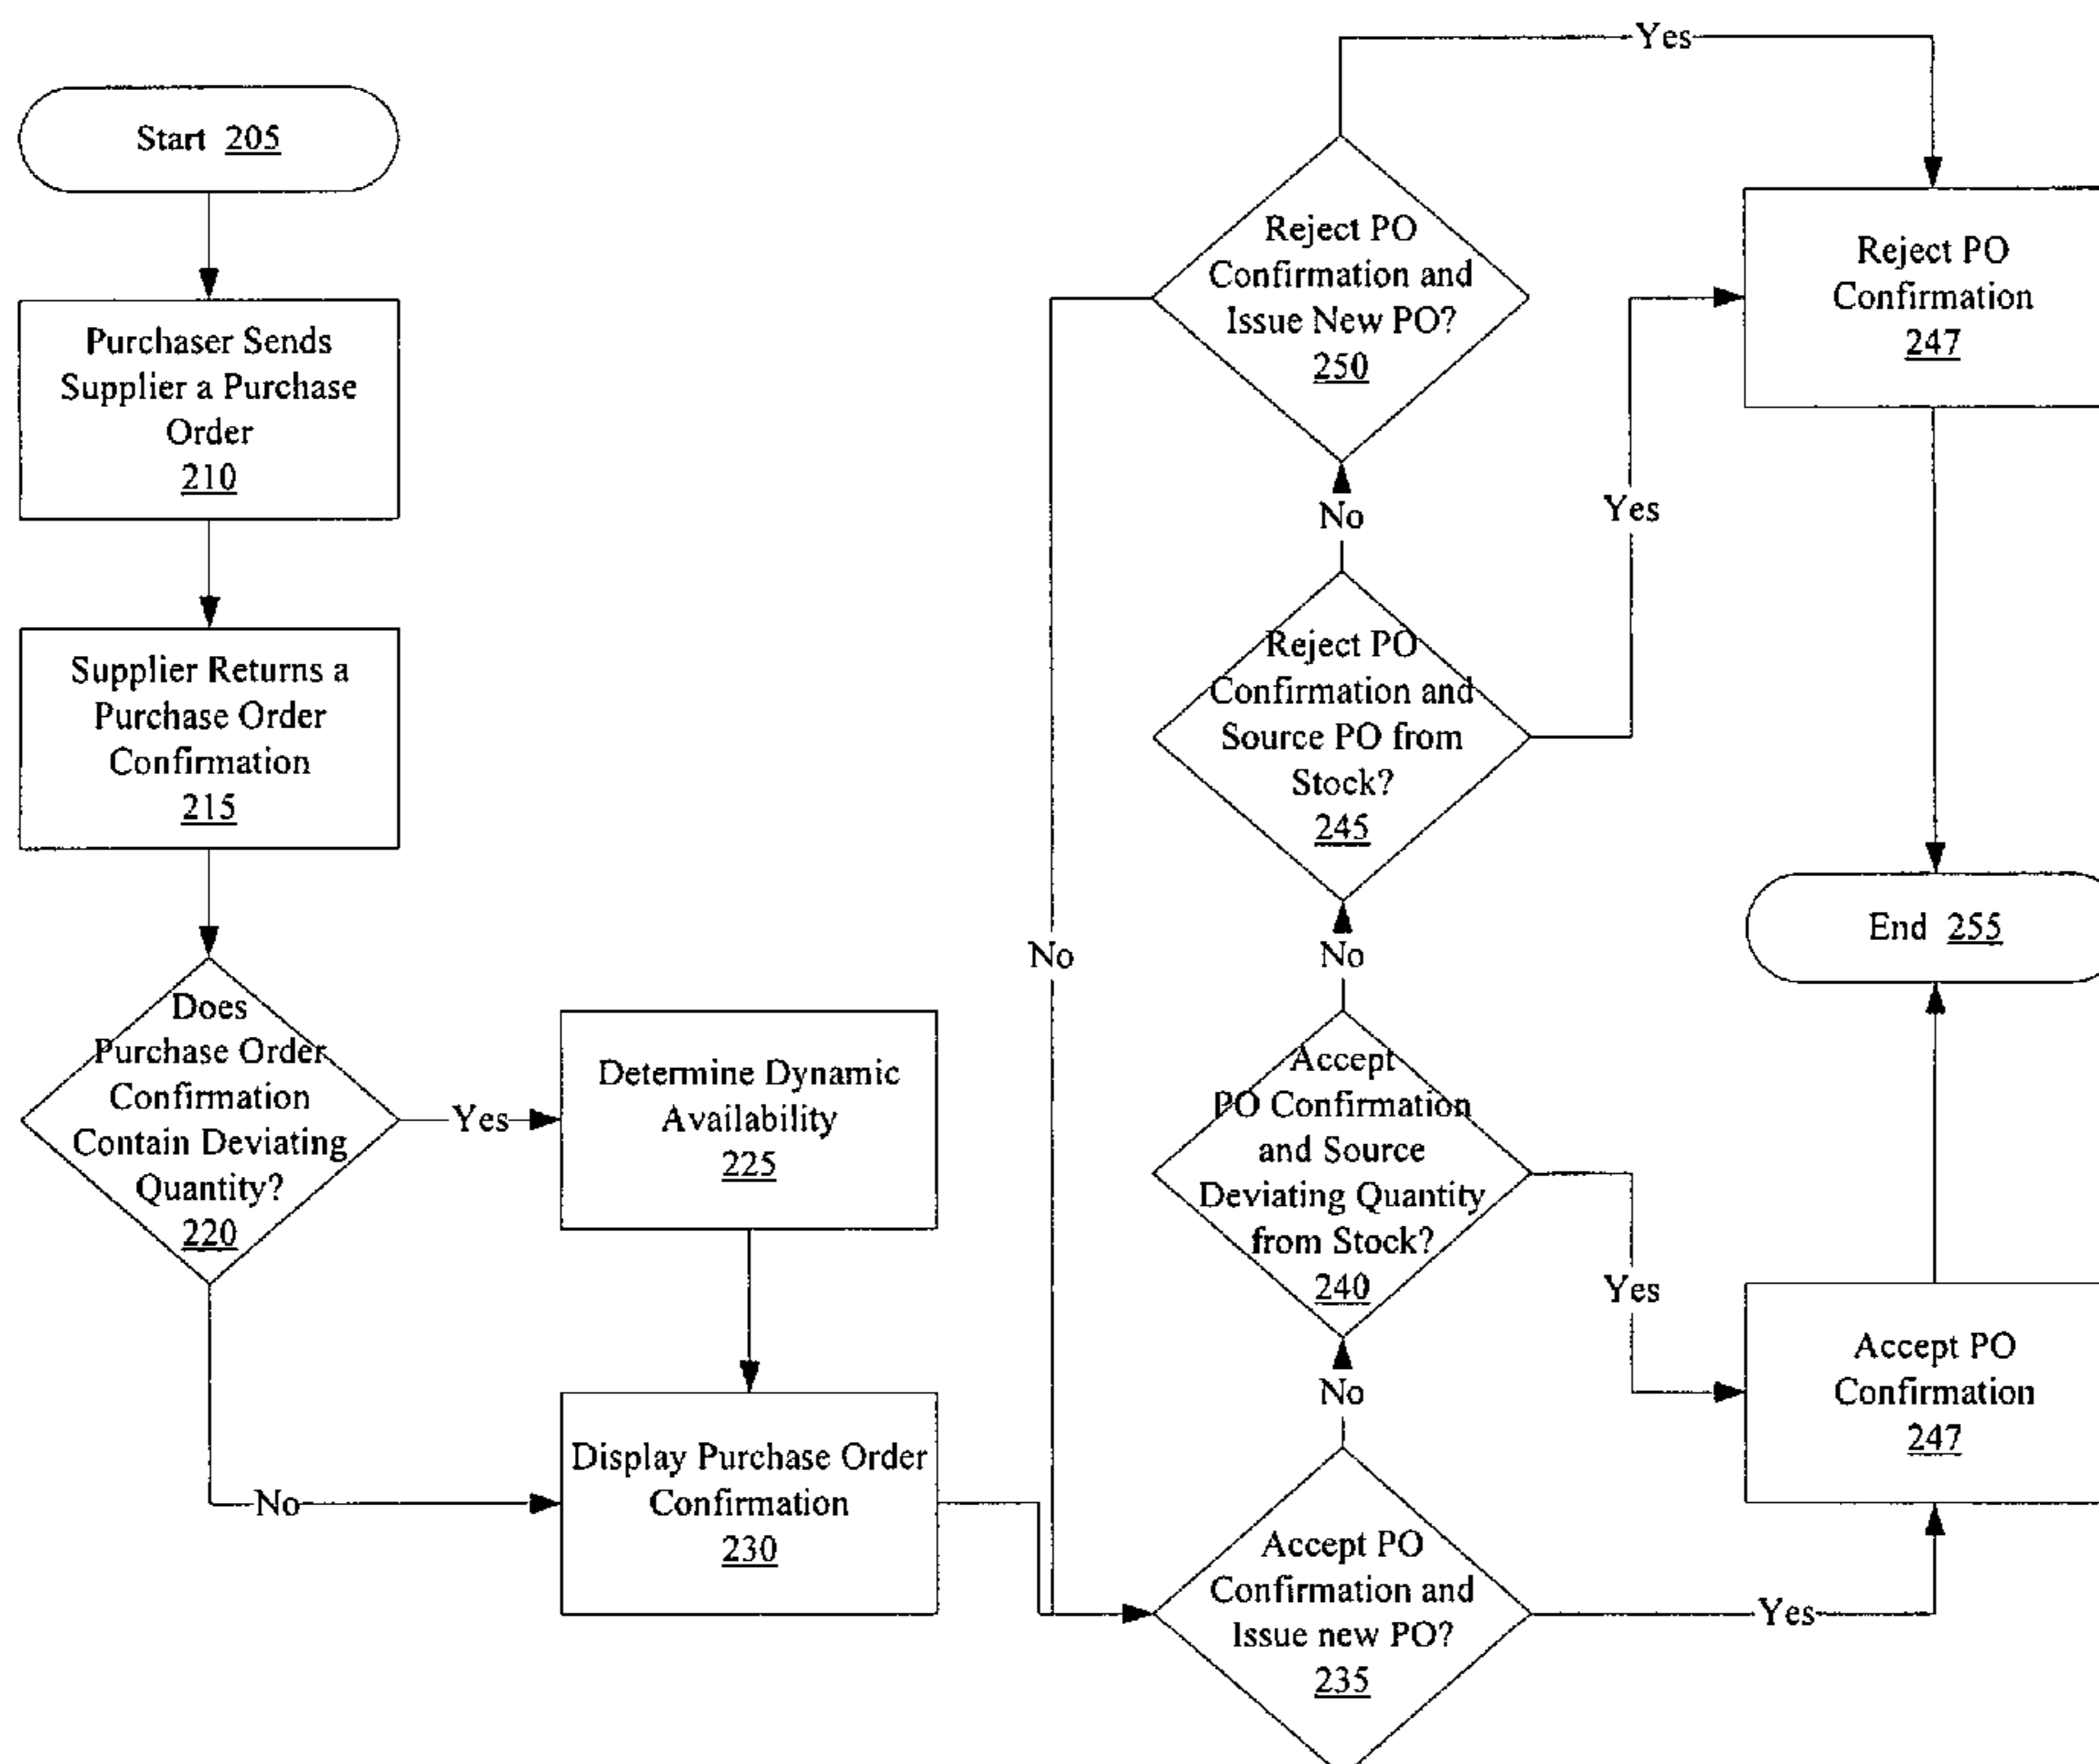 Start 205
Purchaser Sends
Supplier a Purchase
Order
210
Supplier Returns a
Purchase Order
Confirmation
215
Does
Purchase Order
Confirmation
Contain Deviating
Quantity?
220
Yes
No
Determine Dynamic
Availability
225
Display Purchase Order
Confirmation
230
Accept PO
Confirmation and
Issue new PO?
235
Yes
No
Accept
PO Confirmation
and Source
Deviating Quantity
from Stock?
240
Yes
No
Reject PO
Confirmation and
Source PO from
Stock?
245
Yes
No
Reject PO
Confirmation and
Issue New PO?
250
Yes
No
Reject PO
Confirmation
247
End 255
Accept PO
Confirmation
247